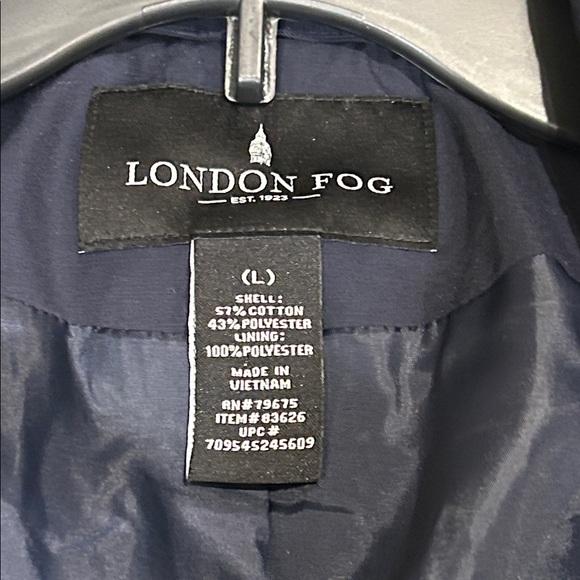 LONDON FOG
EST. 1923
(L)
SHELL:
57% COTTON
43% POLYESTER
LINING:
100% POLYESTER
MADE IN
VIETNAM
RN# 79675
ITEM# 83626
UPC #
709545245609